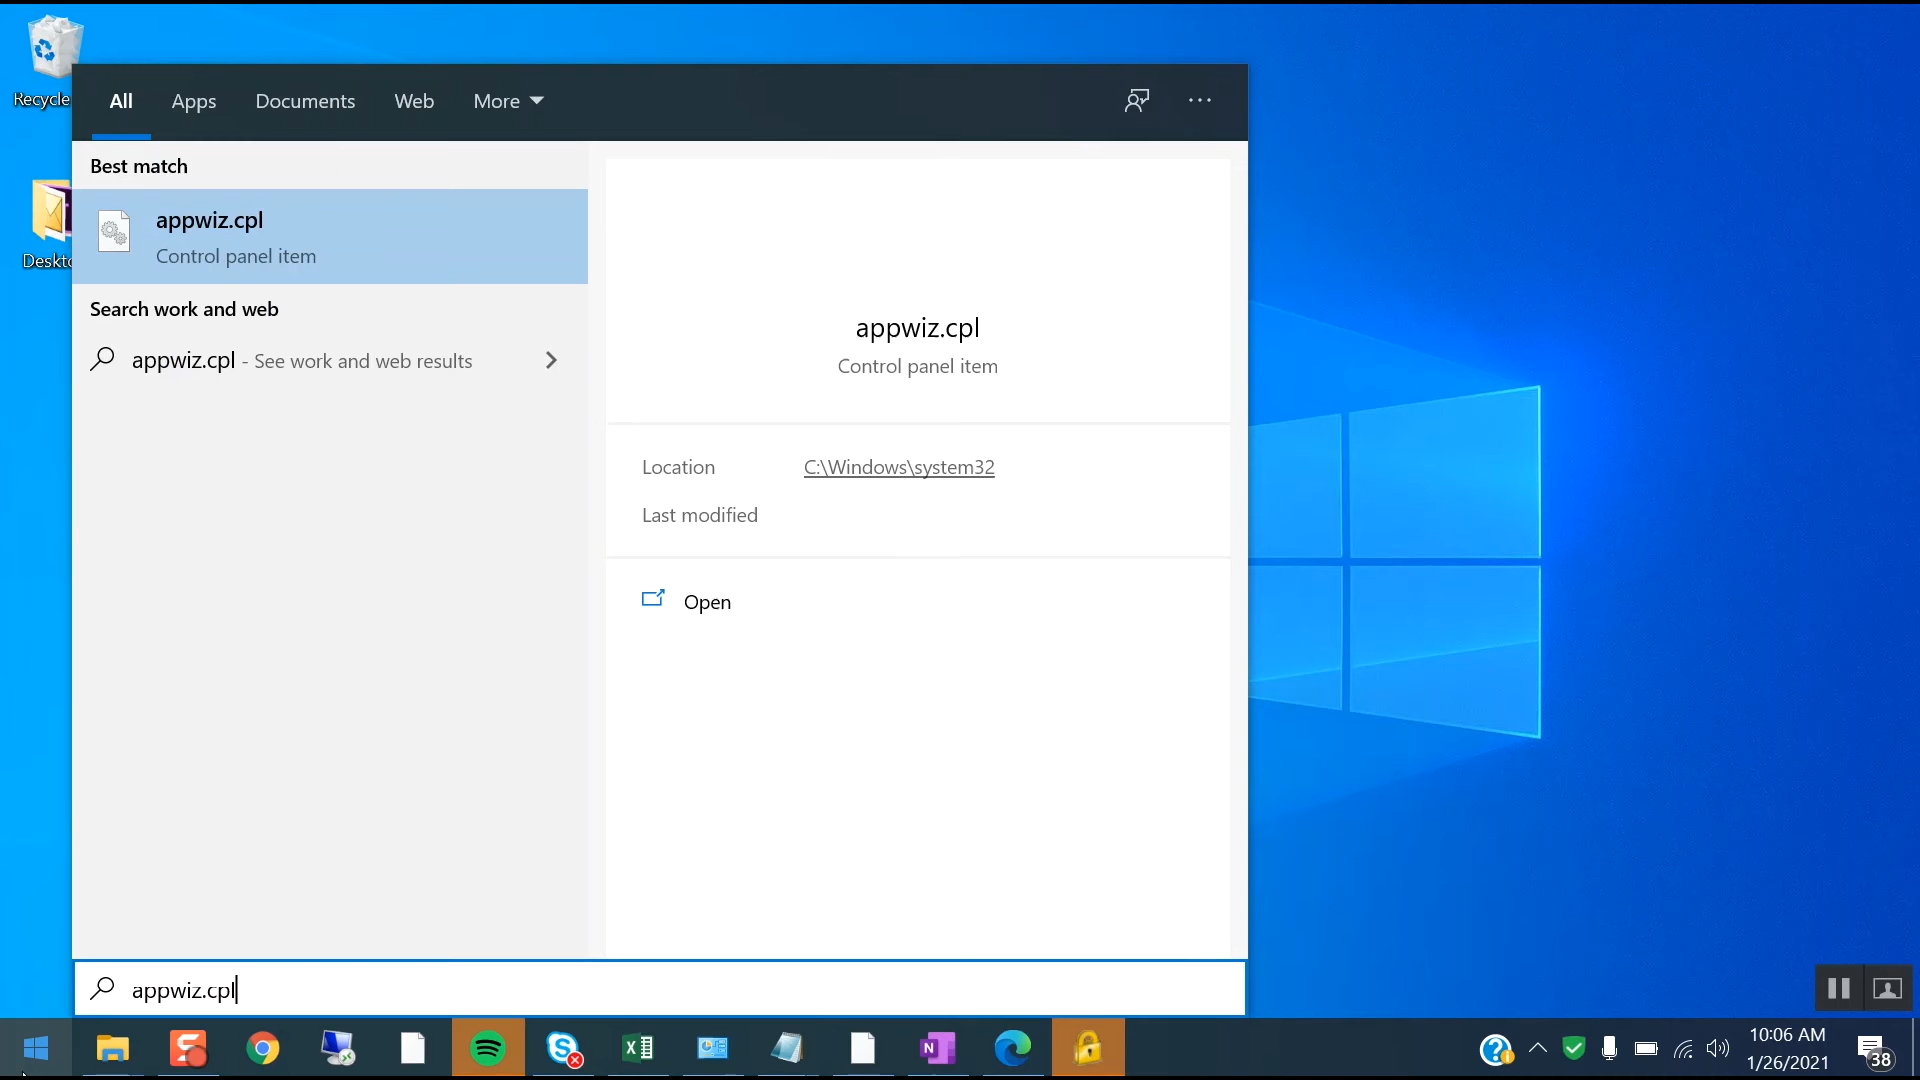 Recycle
Deskto
All
Apps
Documents
Web
More
Best match
appwiz.cpl
Control panel item
Search work and web
appwiz.cpl - See work and web results
appwiz.cpl
Control panel item
Location
C:\Windows\system32
Last modified
Open
appwiz.cpl
10:06 AM
1/26/2021
38